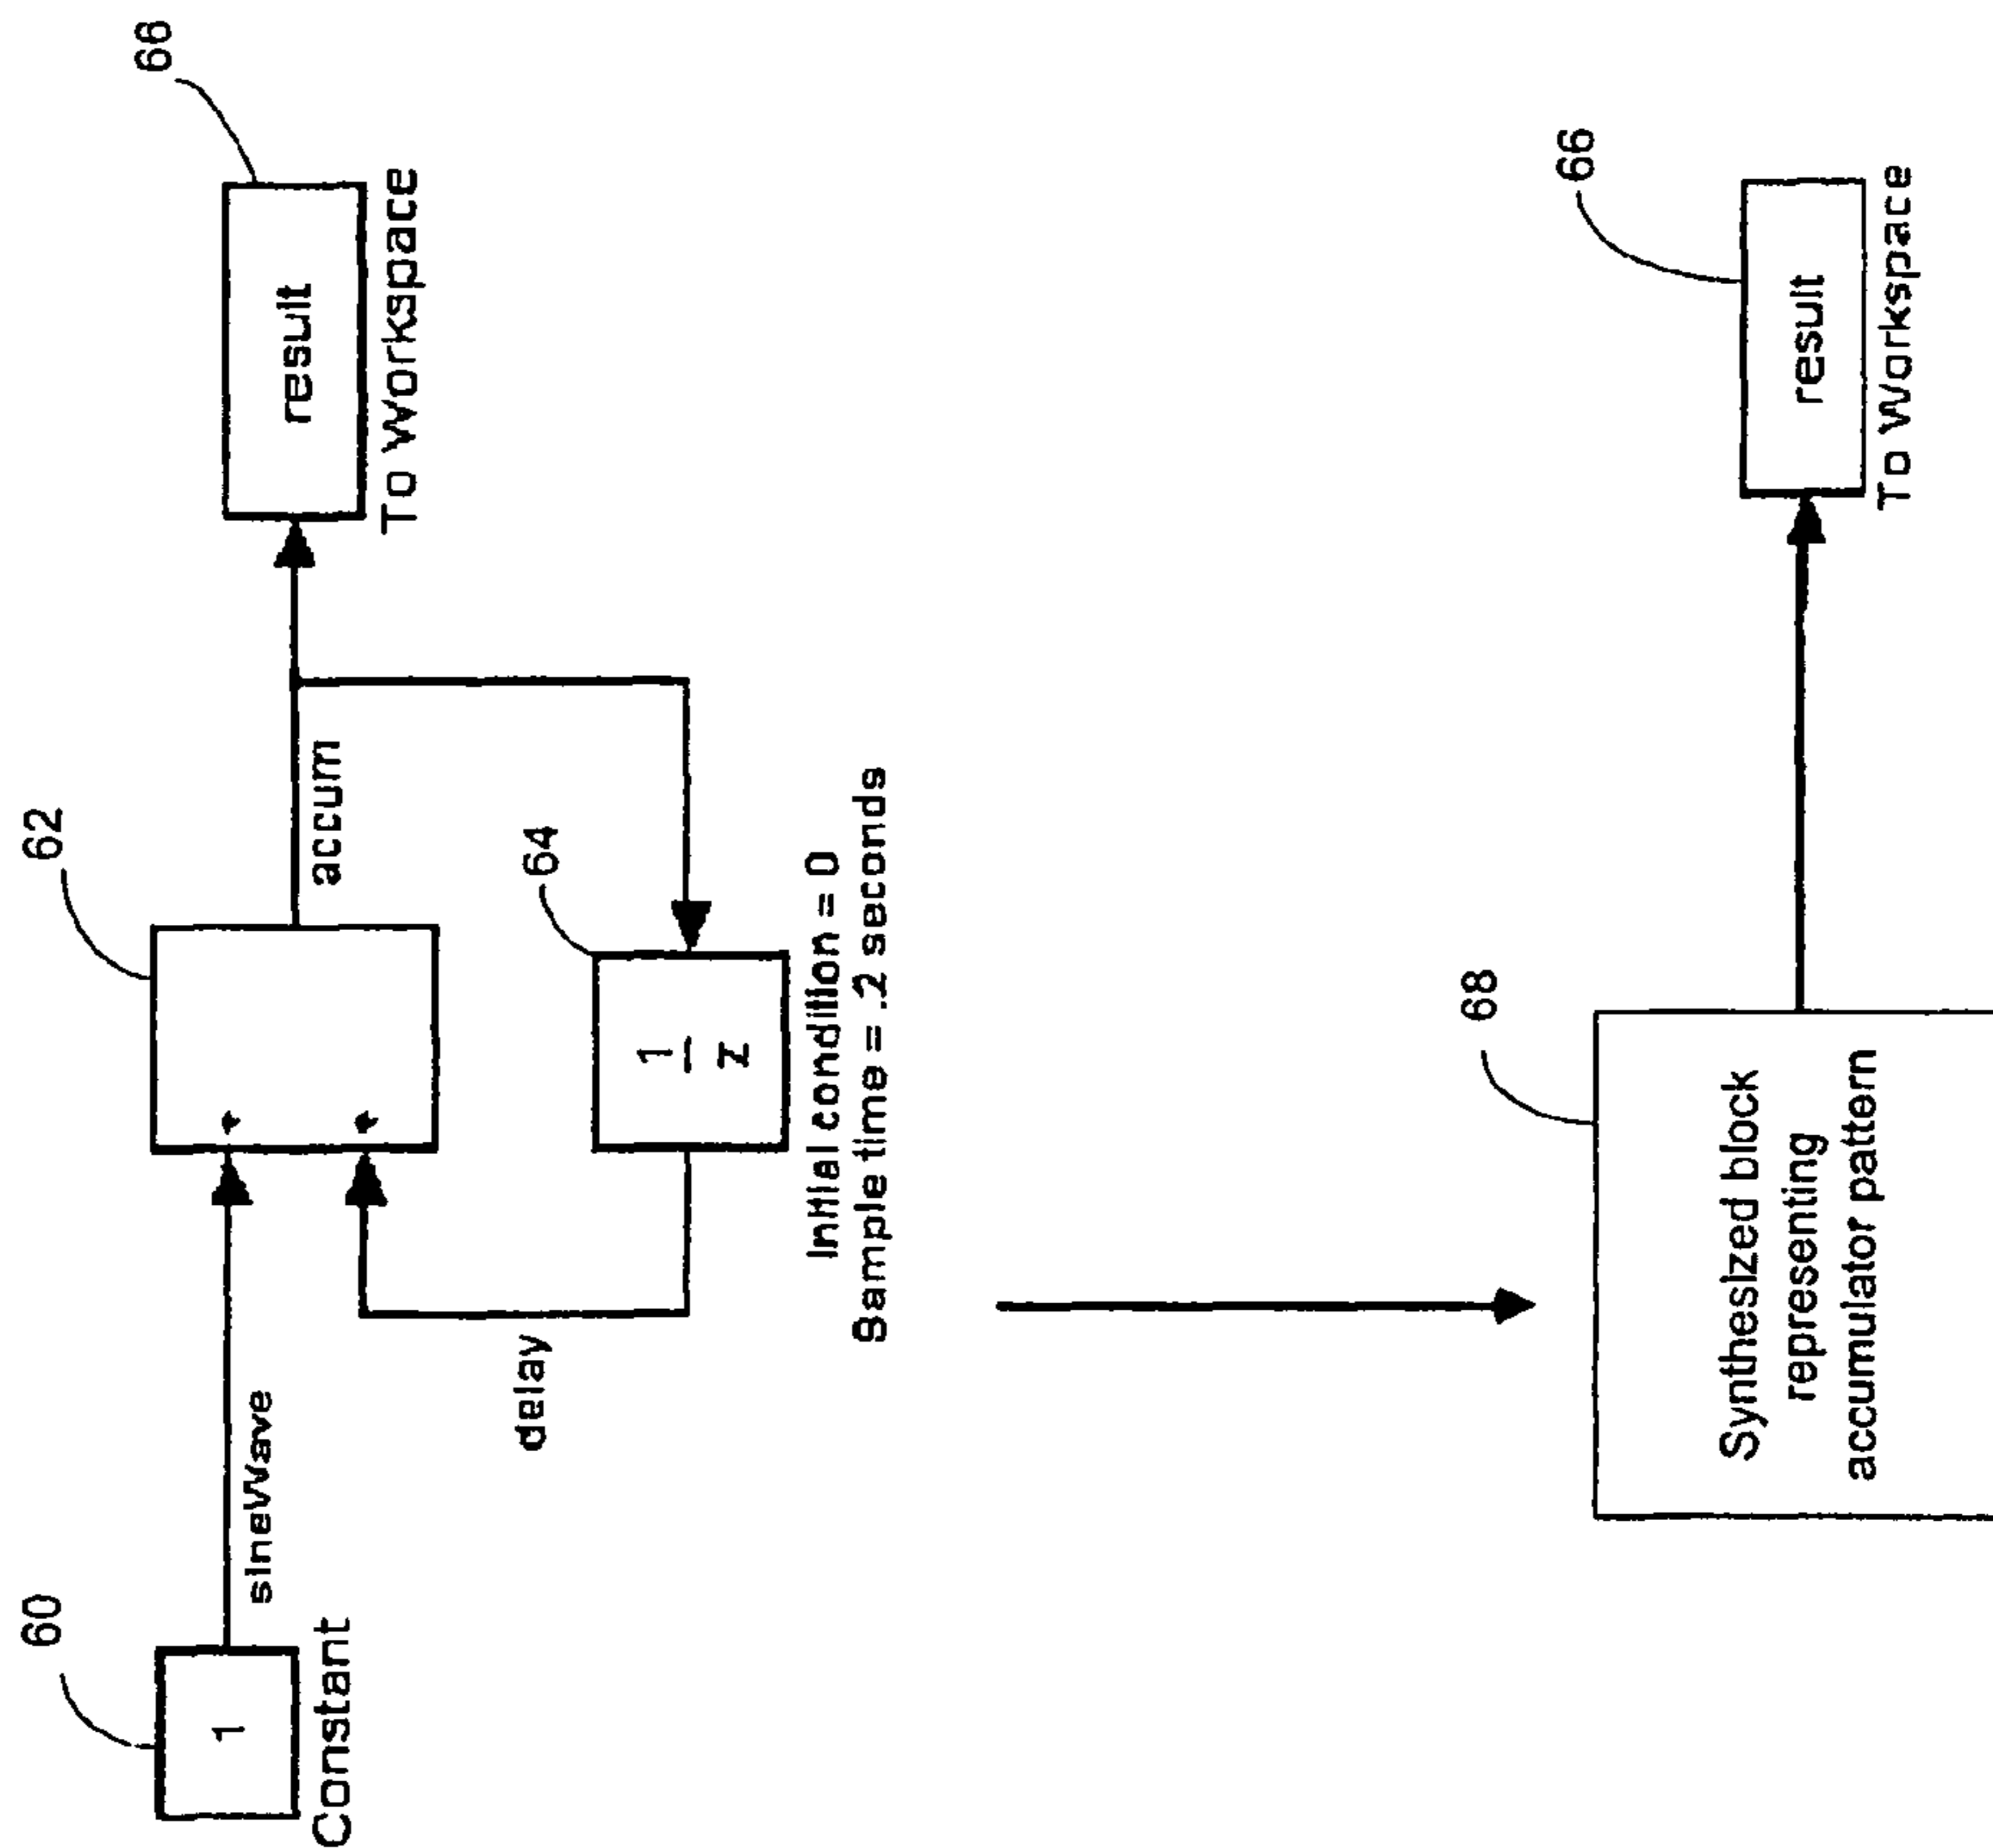 60
1
Constant
sineWave
62
accum
66
result
To Workspace
delay
64
1
z
Initial condition = 0
Sample time = .2 seconds
68
Synthesized block
representing
accumulator pattern
66
result
To Workspace